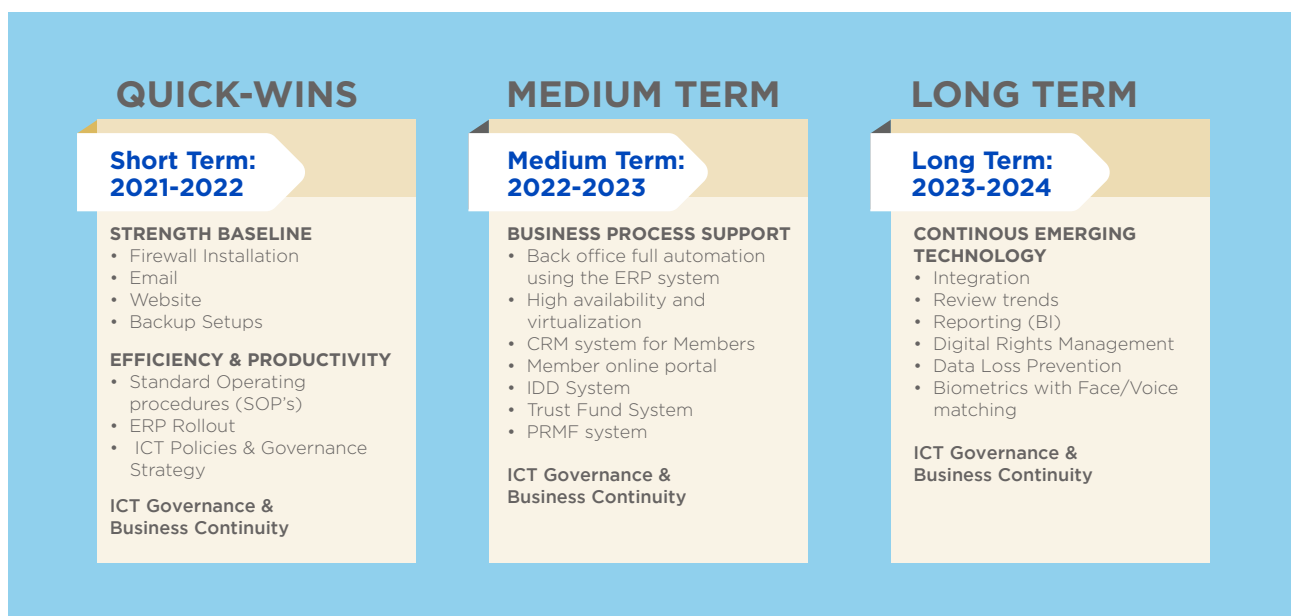 QUICK-WINS
Short Term:
2021-2022
STRENGTH BASELINE
• Firewall Installation
• Email
• Website
• Backup Setups
EFFICIENCY & PRODUCTIVITY
• Standard Operating
procedures (SOP's)
• ERP Rollout
• ICT Policies & Governance
Strategy
ICT Governance &
Business Continuity
MEDIUM TERM
Medium Term:
2022-2023
BUSINESS PROCESS SUPPORT
• Back office full automation
using the ERP system
• High availability and
virtualization
• CRM system for Members
• Member online portal
• IDD System
• Trust Fund System
• PRMF system
ICT Governance &
Business Continuity
LONG TERM
Long Term:
2023-2024
CONTINOUS EMERGING
TECHNOLOGY
• Integration
• Review trends
• Reporting (BI)
• Digital Rights Management
• Data Loss Prevention
• Biometrics with Face/Voice
matching
ICT Governance &
Business Continuity